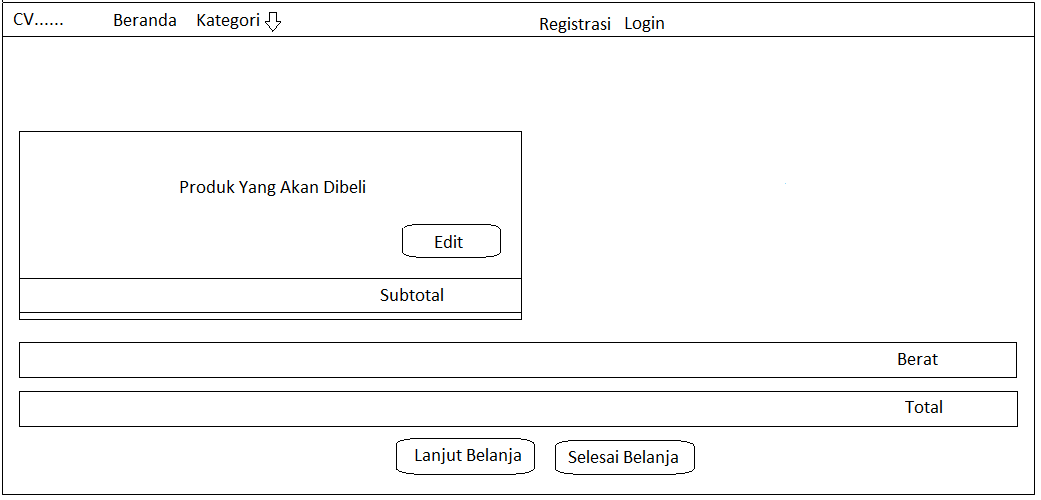 CV...... Beranda Kategori Registrasi Login
Produk Yang Akan Dibeli
Edit
Subtotal
Berat
Total
Lanjut Belanja Selesai Belanja